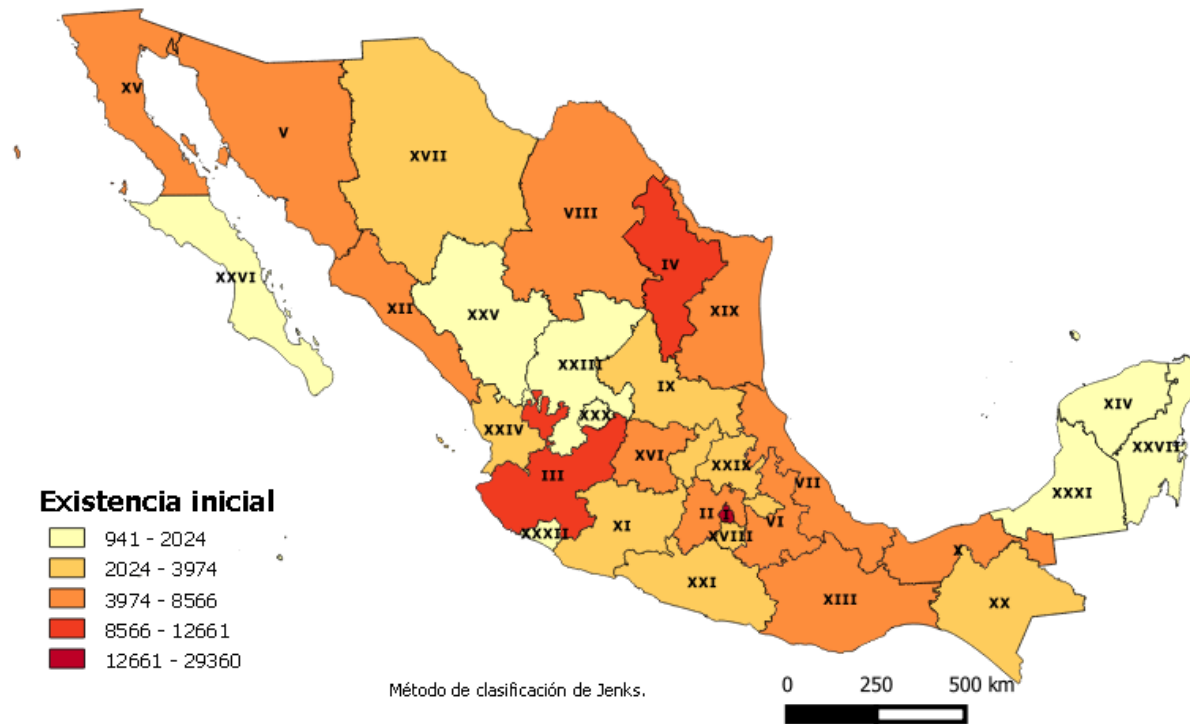 XV
V
XVII
VIII
IV
XXVI
XII
XXV
XIX
XXIII
IX
XXIV
XXX
XIV
XXVII
XVI
XXIX
III
VII
XXXI
II
I
VI
XXXII
XI
XVIII
X
XXI
XIII
XX
Existencia inicial
941 - 2024
2024 - 3974
3974 - 8566
8566 - 12661
12661 - 29360
Método de clasificación de Jenks.
0 250 500 km